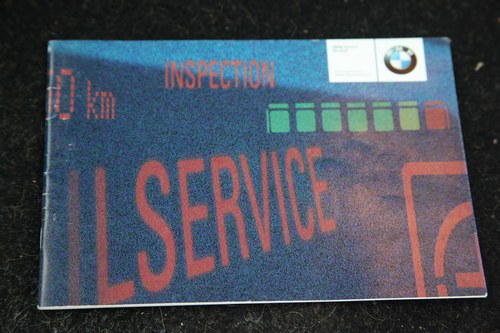 INSPECTION
0 km
LSERVICE
BMW